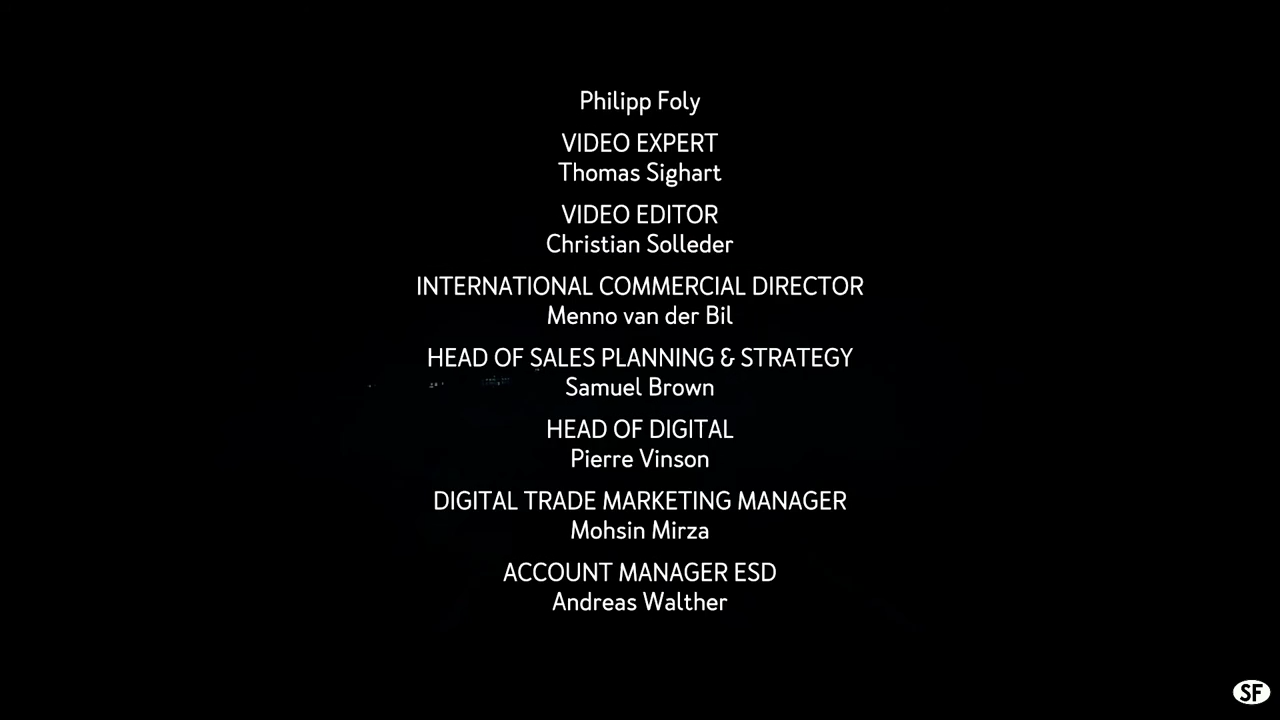 Philipp Foly
VIDEO EXPERT
Thomas Sighart
VIDEO EDITOR
Christian Solleder
INTERNATIONAL COMMERCIAL DIRECTOR
Menno van der Bil
HEAD OF SALES PLANNING & STRATEGY
Samuel Brown
HEAD OF DIGITAL
Pierre Vinson
DIGITAL TRADE MARKETING MANAGER
Mohsin Mirza
ACCOUNT MANAGER ESD
Andreas Walther
SF